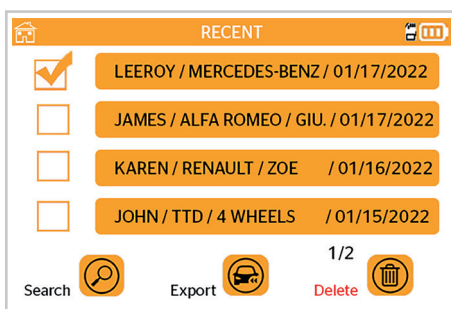 RECENT
LEEROY / MERCEDES-BENZ / 01/17/2022
JAMES / ALFA ROMEO / GIU. / 01/17/2022
KAREN / RENAULT / ZOE / 01/16/2022
JOHN / TTD / 4 WHEELS / 01/15/2022
1/2
Search Export Delete